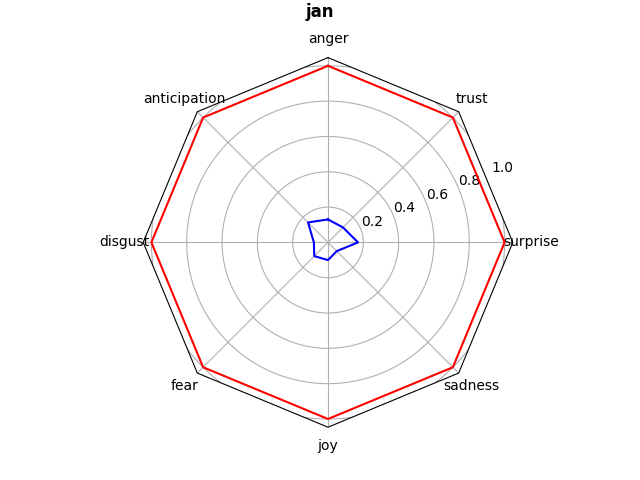 jan
anger
anticipation
trust
1.0
0.8
0.6
0.4
0.2
disgust
surprise
fear
sadness
joy